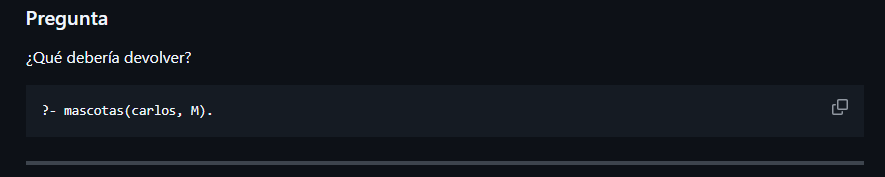 Pregunta
¿Qué debería devolver?
?- mascotas(carlos, M).